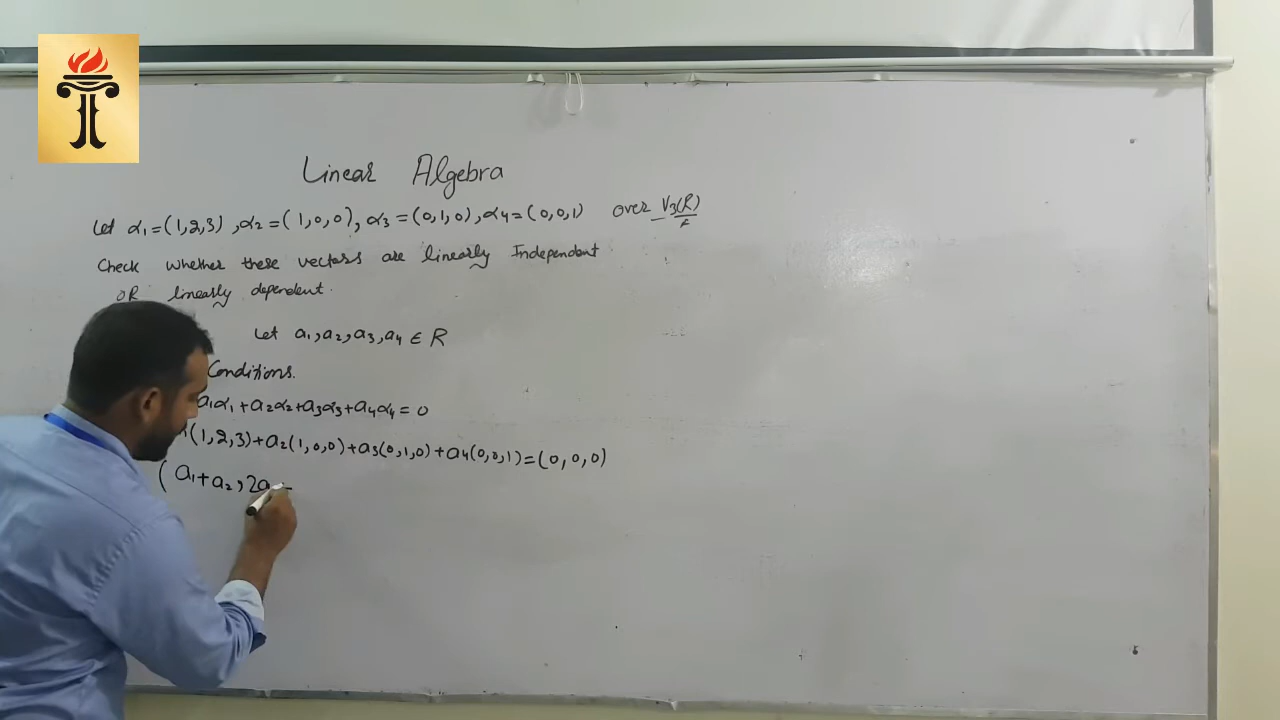 Linear Algebra
Let α₁=(1,2,3), α₂=(1,0,0), α₃=(0,1,0), α₄=(0,0,1) over V₃(R)
Check whether these vectors are linearly Independent
OR linearly dependent.
Let a₁,a₂,a₃,a₄ ∈ R
Conditions.
a₁α₁+a₂α₂+a₃α₃+a₄α₄=0
(1,2,3)+a₂(1,0,0)+a₃(0,1,0)+a₄(0,0,1)=(0,0,0)
(a₁+a₂,2a